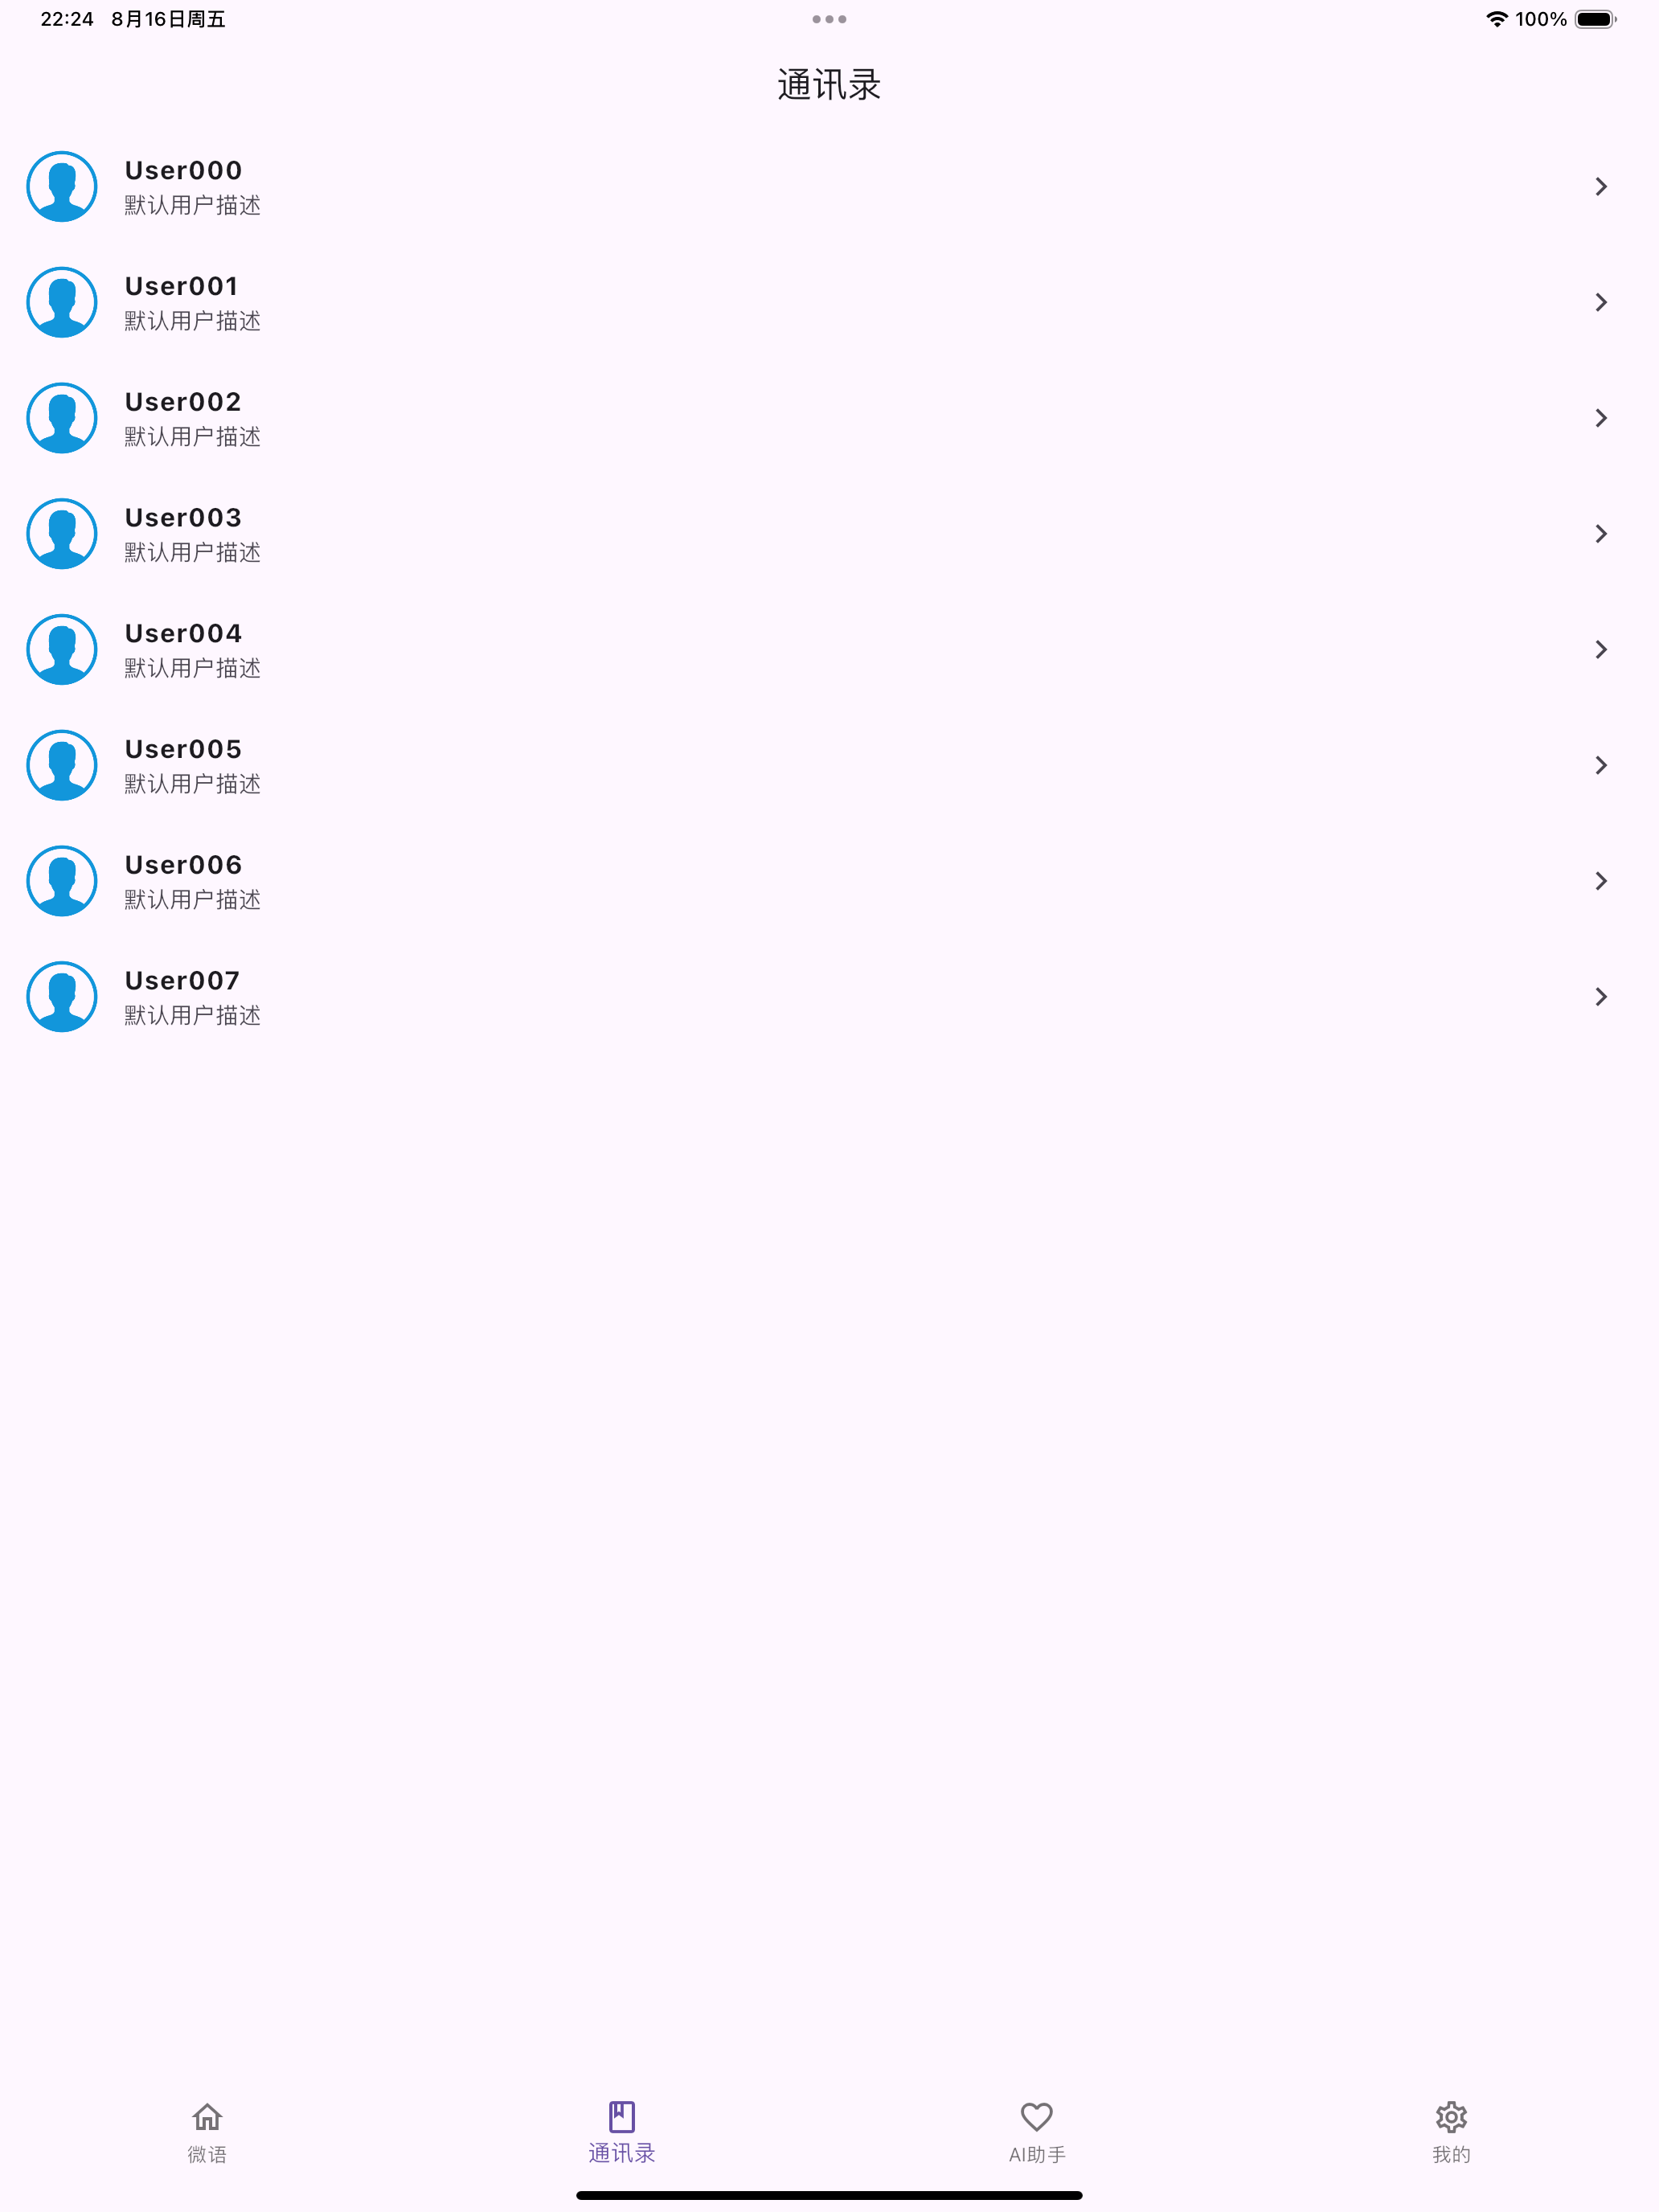 22:24 8月16日周五 100%
通讯录
User000
默认用户描述
User001
默认用户描述
User002
默认用户描述
User003
默认用户描述
User004
默认用户描述
User005
默认用户描述
User006
默认用户描述
User007
默认用户描述
微语 通讯录 AI助手 我的